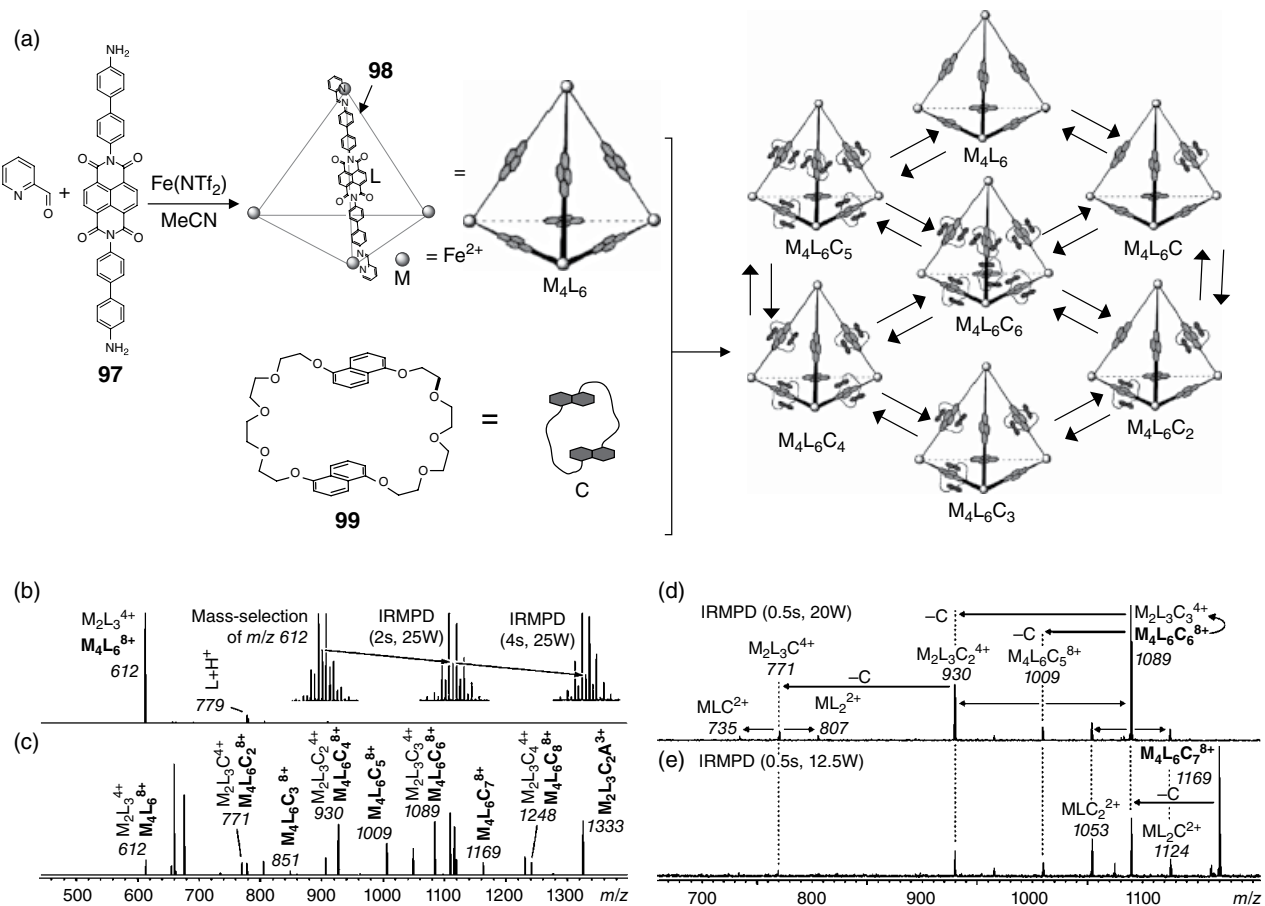 (a)
NH₂
O
O
N
N
O
+
O
N
O
NH₂
97
Fe(NTf₂)
MeCN
98
N
N
N
O
O
L
O
O
N
N
N
M
= Fe²⁺
=
M₄L₆
O
O
O
O
O
O
O
O
O
O
99
=
C
M₄L₆
M₄L₆C₅
M₄L₆C
M₄L₆C₆
M₄L₆C₄
M₄L₆C₂
M₄L₆C₃
(b)
M₂L₃⁴⁺
M₄L₆⁸⁺
612
L+H⁺
779
Mass-selection
of m/z 612
IRMPD
(2s, 25W)
IRMPD
(4s, 25W)
(c)
M₂L₃⁴⁺
M₄L₆⁸⁺
612
M₂L₃C⁴⁺
M₄L₆C₂⁸⁺
771
M₄L₆C₃⁸⁺
851
M₂L₃C₂⁴⁺
M₄L₆C₄⁸⁺
930
M₄L₆C₅⁸⁺
1009
M₂L₃C₃⁴⁺
M₄L₆C₆⁸⁺
1089
M₄L₆C₇⁸⁺
1169
M₂L₃C₄⁴⁺
M₄L₆C₈⁸⁺
1248
M₂L₃C₂A³⁺
1333
500 600 700 800 900 1000 1100 1200 1300 m/z
(d)
IRMPD (0.5s, 20W)
M₂L₃C⁴⁺
771
–C
MLC²⁺
735
ML₂²⁺
807
–C
M₂L₃C₂⁴⁺
930
–C
M₄L₆C₅⁸⁺
1009
M₂L₃C₃⁴⁺
M₄L₆C₆⁸⁺
1089
(e)
IRMPD (0.5s, 12.5W)
M₄L₆C₇⁸⁺
1169
–C
MLC₂²⁺
1053
ML₂C²⁺
1124
700 800 900 1000 1100 m/z